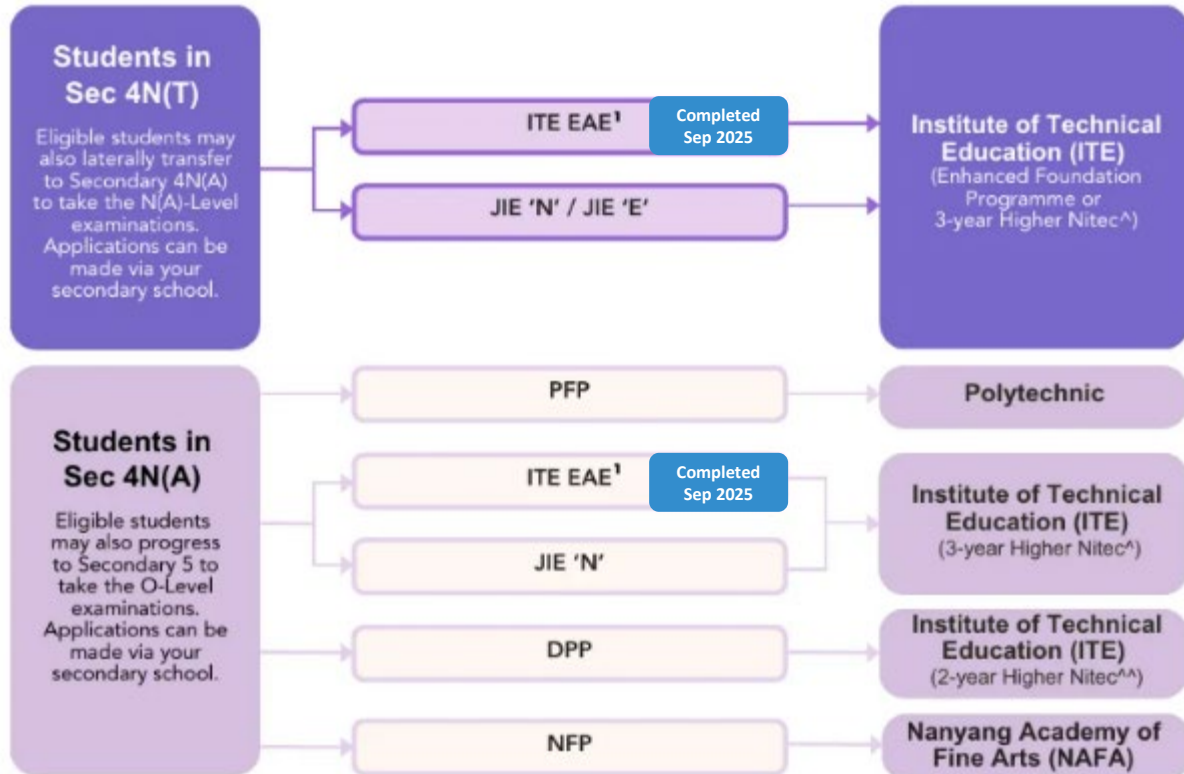 Students in
Sec 4N(T)
Eligible students may
also laterally transfer
to Secondary 4N(A)
to take the N(A)-Level
examinations.
Applications can be
made via your
secondary school.
ITE EAE¹
Completed
Sep 2025
JIE ‘N’ / JIE ‘E’
Institute of Technical
Education (ITE)
(Enhanced Foundation
Programme or
3-year Higher Nitec^)
Students in
Sec 4N(A)
Eligible students
may also progress
to Secondary 5 to
take the O-Level
examinations.
Applications can be
made via your
secondary school.
PFP
Polytechnic
ITE EAE¹
Completed
Sep 2025
JIE ‘N’
Institute of Technical
Education (ITE)
(3-year Higher Nitec^)
DPP
Institute of Technical
Education (ITE)
(2-year Higher Nitec^^)
NFP
Nanyang Academy of
Fine Arts (NAFA)